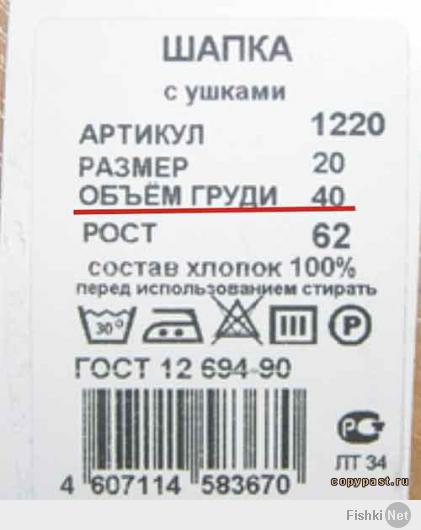 ШАПКА
с ушками
АРТИКУЛ 1220
РАЗМЕР 20
ОБЪЁМ ГРУДИ 40
РОСТ 62
состав хлопок 100%
перед использованием стирать
30° P
ГОСТ 12 694-90
РС
ЛТ 34
4 607114 583670
copypast.ru
Fishki Net